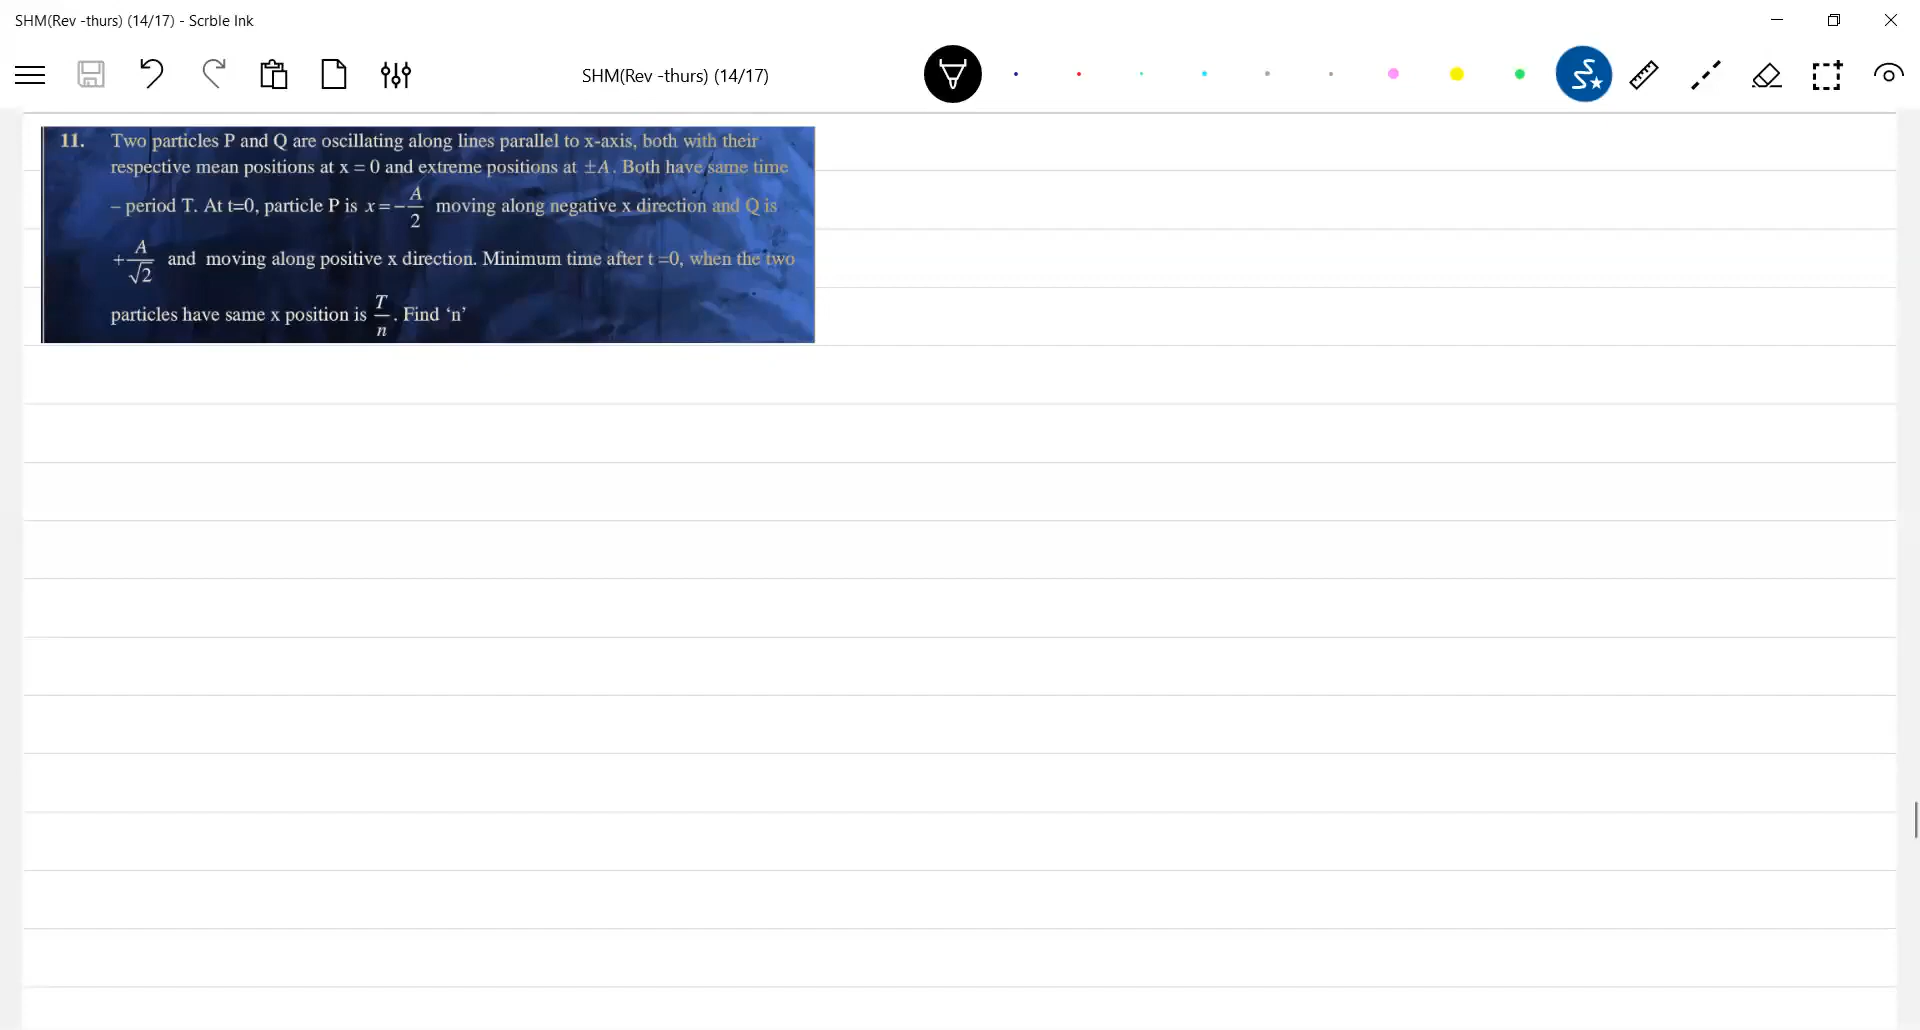 SHM(Rev -thurs) (14/17) - Scrble Ink
SHM(Rev -thurs) (14/17)
11. Two particles P and Q are oscillating along lines parallel to x-axis, both with their
respective mean positions at x = 0 and extreme positions at ±A. Both have same time
– period T. At t=0, particle P is x = -A/2 moving along negative x direction and Q is
+A/√2 and moving along positive x direction. Minimum time after t =0, when the two
particles have same x position is T/n. Find ‘n’